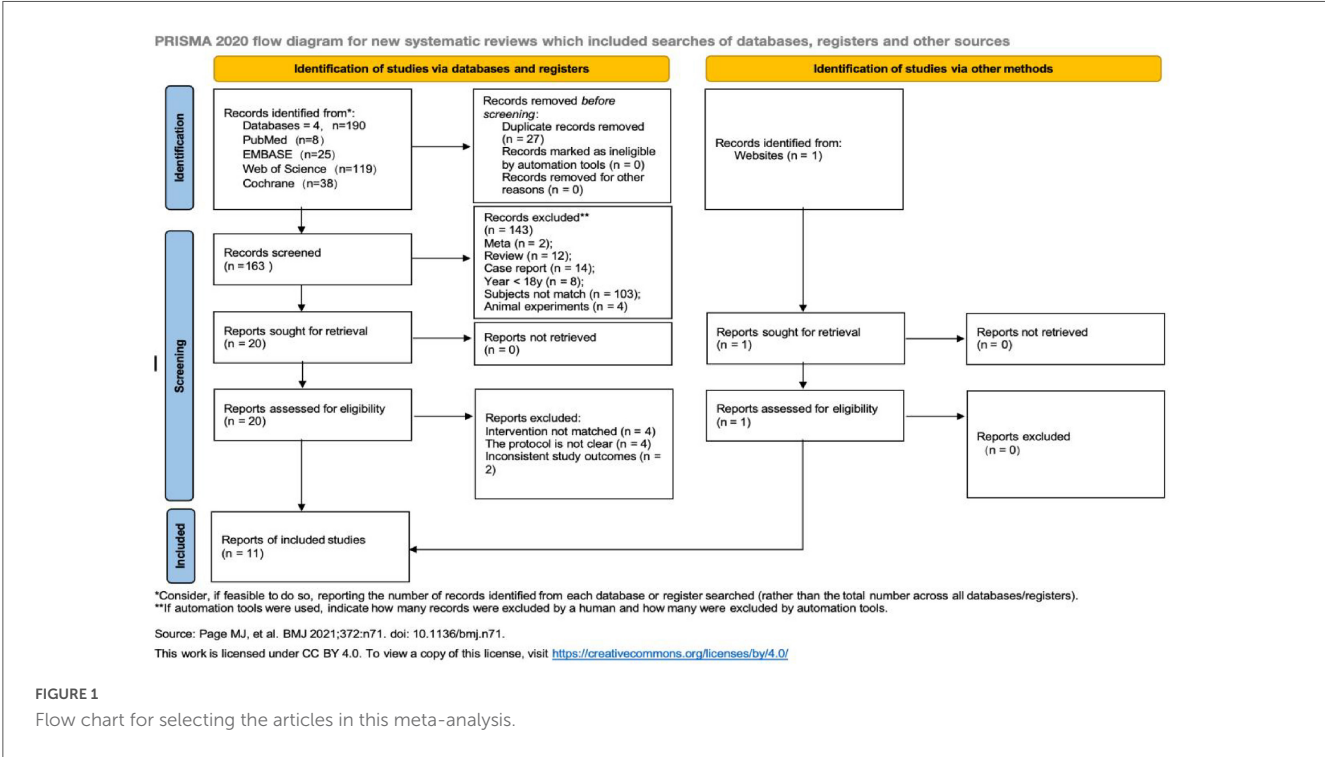 PRISMA 2020 flow diagram for new systematic reviews which included searches of databases, registers and other sources
Identification of studies via databases and registers
Identification of studies via other methods
Identification
Records identified from*:
Databases = 4, n=190
PubMed (n=8)
EMBASE (n=25)
Web of Science (n=119)
Cochrane (n=38)
Records removed before
screening:
Duplicate records removed
(n = 27)
Records marked as ineligible
by automation tools (n = 0)
Records removed for other
reasons (n = 0)
Records identified from:
Websites (n = 1)
Screening
Records screened
(n =163 )
Records excluded**
(n = 143)
Meta (n = 2);
Review (n = 12);
Case report (n = 14);
Year < 18y (n = 8);
Subjects not match (n = 103);
Animal experiments (n = 4)
Reports sought for retrieval
(n = 20)
Reports not retrieved
(n = 0)
Reports sought for retrieval
(n = 1)
Reports not retrieved
(n = 0)
Reports assessed for eligibility
(n = 20)
Reports excluded:
Intervention not matched (n = 4)
The protocol is not clear (n = 4)
Inconsistent study outcomes (n =
2)
Reports assessed for eligibility
(n = 1)
Reports excluded
(n = 0)
Included
Reports of included studies
(n = 11)
*Consider, if feasible to do so, reporting the number of records identified from each database or register searched (rather than the total number across all databases/registers).
**If automation tools were used, indicate how many records were excluded by a human and how many were excluded by automation tools.
Source: Page MJ, et al. BMJ 2021;372:n71. doi: 10.1136/bmj.n71.
This work is licensed under CC BY 4.0. To view a copy of this license, visit https://creativecommons.org/licenses/by/4.0/
FIGURE 1
Flow chart for selecting the articles in this meta-analysis.